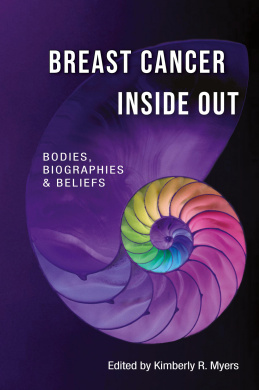 BREAST CANCER
INSIDE OUT
BODIES,
BIOGRAPHIES
& BELIEFS
Edited by Kimberly R. Myers